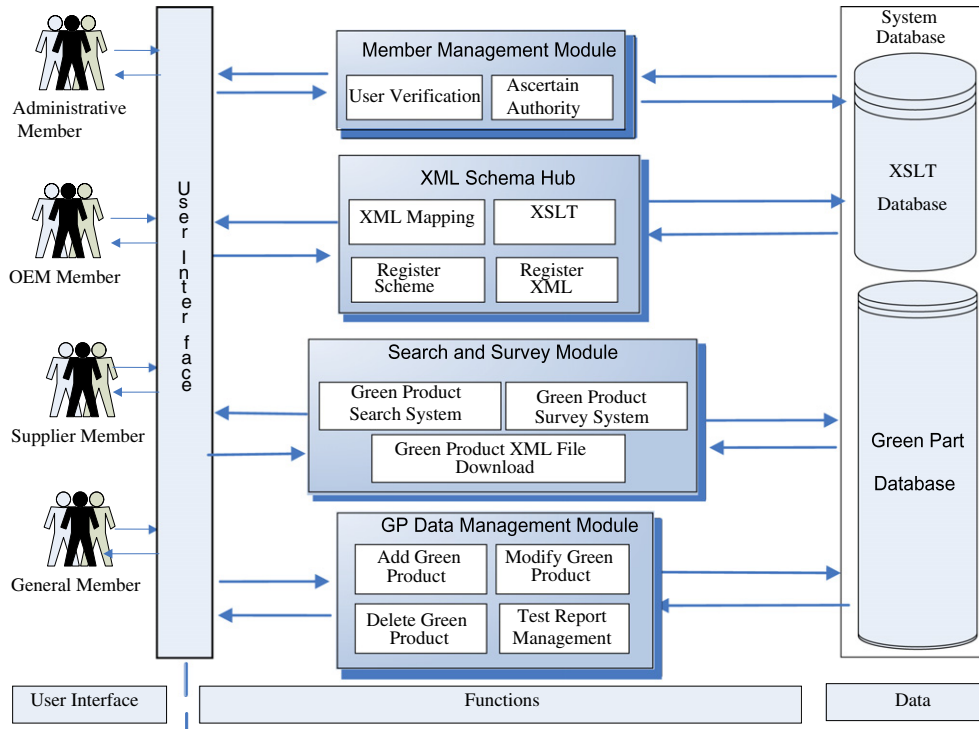 Administrative
Member
OEM Member
Supplier Member
General Member
User Inter face
Member Management Module
User Verification
Ascertain
Authority
XML Schema Hub
XML Mapping
XSLT
Register
Scheme
Register
XML
Search and Survey Module
Green Product
Search System
Green Product
Survey System
Green Product XML File
Download
GP Data Management Module
Add Green
Product
Modify Green
Product
Delete Green
Product
Test Report
Management
System
Database
XSLT
Database
Green Part
Database
User Interface
Functions
Data